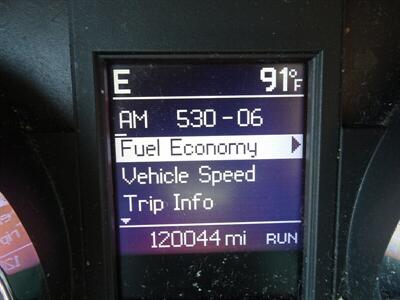 E 91°F
AM 530-06
Fuel Economy
Vehicle Speed
Trip Info
120044 mi RUN